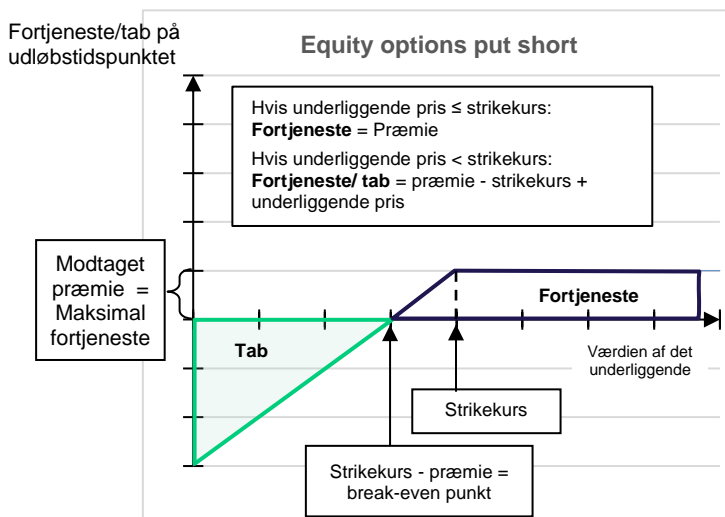 Fortjeneste/tab på
udløbstidspunktet
Equity options put short
Hvis underliggende pris ≤ strikekurs:
Fortjeneste = Præmie
Hvis underliggende pris < strikekurs:
Fortjeneste/ tab = præmie - strikekurs +
underliggende pris
Modtaget
præmie =
Maksimal
fortjeneste
Fortjeneste
Tab
Værdien af det
underliggende
Strikekurs
Strikekurs - præmie =
break-even punkt